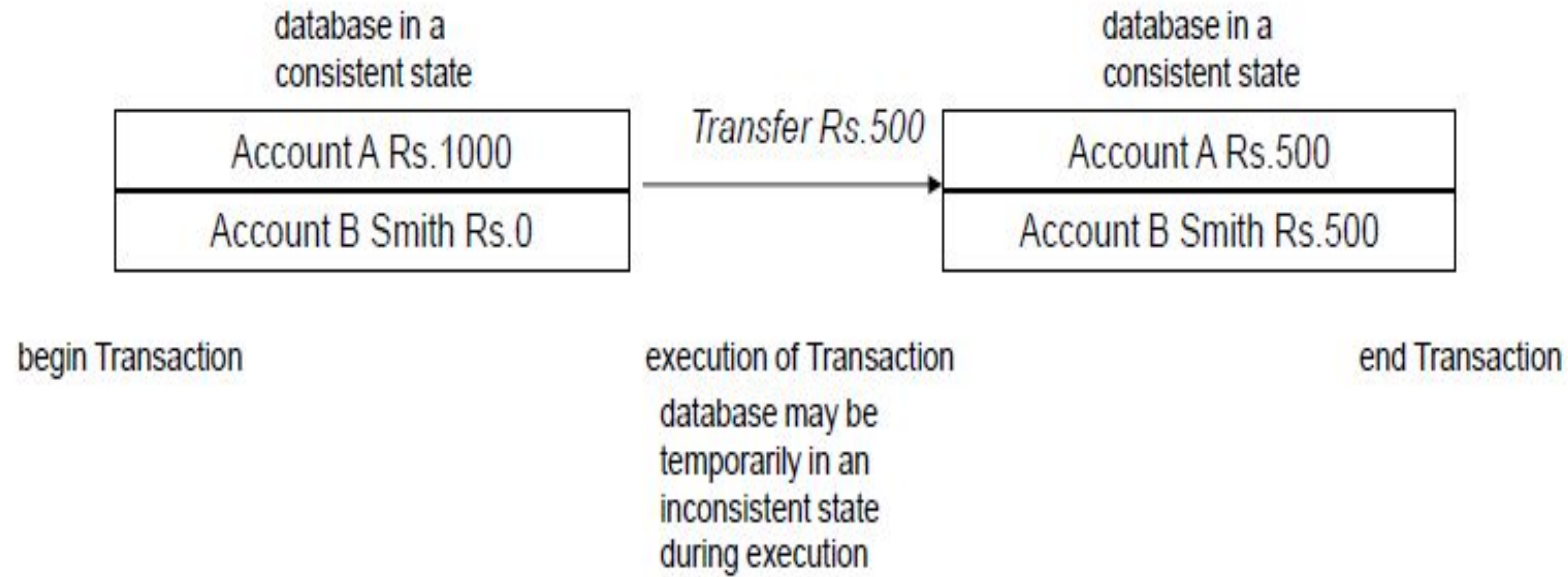 database in a
consistent state
database in a
consistent state
Account A Rs.1000
Account B Smith Rs.0
Transfer Rs.500
Account A Rs.500
Account B Smith Rs.500
begin Transaction
execution of Transaction
end Transaction
database may be
temporarily in an
inconsistent state
during execution